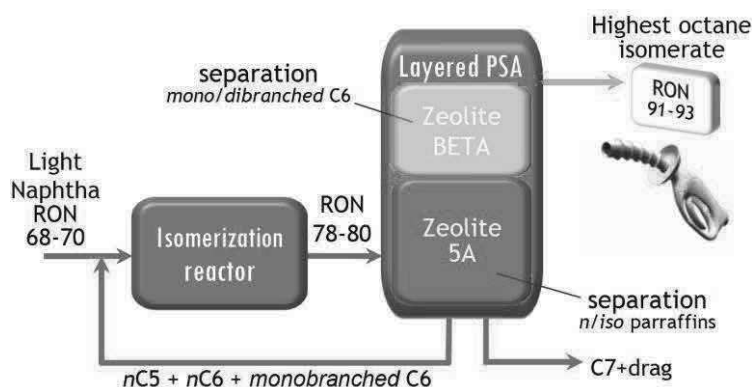 Highest octane
isomerate
RON
91-93
Layered PSA
separation
mono/dibranched C6
Zeolite
BETA
Light
Naphtha
RON
68-70
Isomerization
reactor
RON
78-80
Zeolite
5A
separation
n/iso parraffins
nC5 + nC6 + monobranched C6
C7+drag